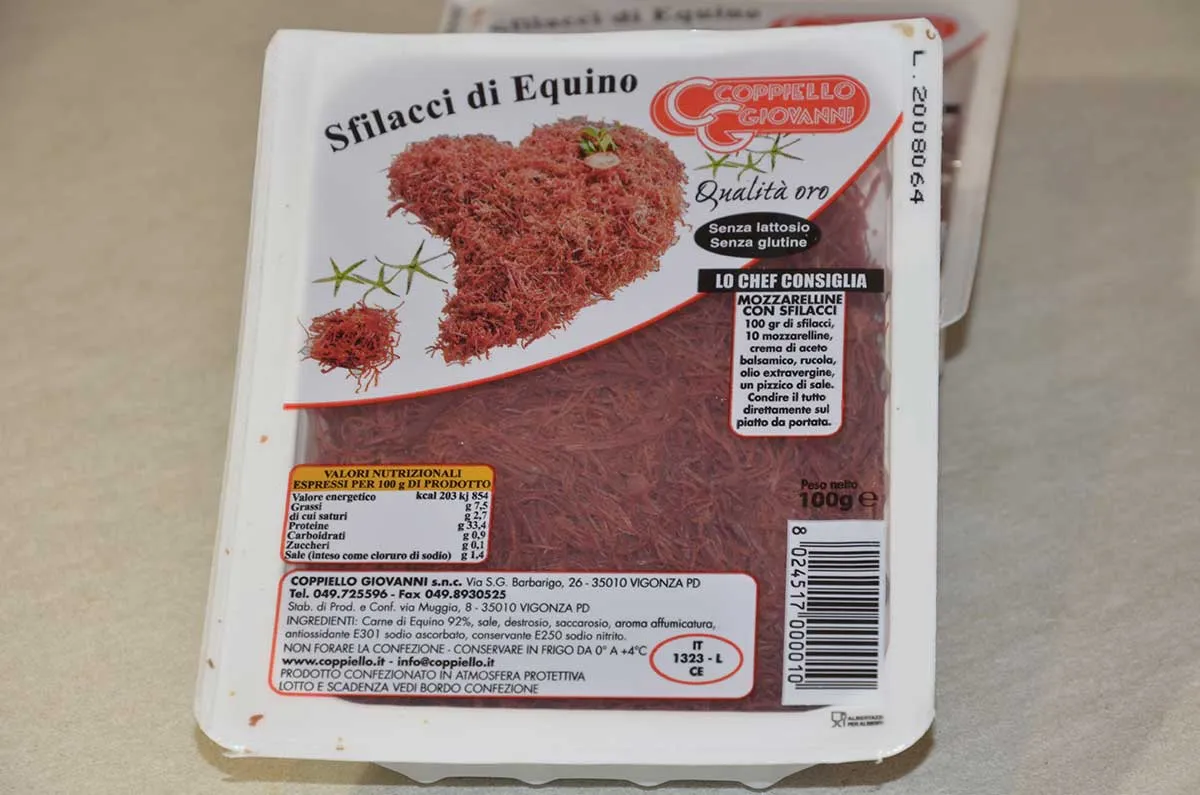 Sfilacci di Equino
Sfilacci di Equino
COPPIELLO
GIOVANNI
L. 2008064
Qualità oro
Senza lattosio
Senza glutine
LO CHEF CONSIGLIA
MOZZARELLINE
CON SFILACCI
100 gr di sfilacci,
10 mozzarelline,
crema di aceto
balsamico, rucola,
olio extravergine,
un pizzico di sale.
Condire il tutto
direttamente sul
piatto da portata.
VALORI NUTRIZIONALI
ESPRESSI PER 100 g DI PRODOTTO
Valore energetico kcal 203 kj 854
Grassi g 7,5
di cui saturi g 2,7
Proteine g 33,4
Carboidrati g 0,9
Zuccheri g 0,1
Sale (inteso come cloruro di sodio) g 1,4
Peso netto
100g e
8 024517 000010
COPPIELLO GIOVANNI s.n.c. Via S.G. Barbarigo, 26 - 35010 VIGONZA PD
Tel. 049.725596 - Fax 049.8930525
Stab. di Prod. e Conf. via Muggia, 8 - 35010 VIGONZA PD
INGREDIENTI: Carne di Equino 92%, sale, destrosio, saccarosio, aroma affumicatura,
antiossidante E301 sodio ascorbato, conservante E250 sodio nitrito.
NON FORARE LA CONFEZIONE - CONSERVARE IN FRIGO DA 0° A +4°C
www.coppiello.it - info@coppiello.it
PRODOTTO CONFEZIONATO IN ATMOSFERA PROTETTIVA
LOTTO E SCADENZA VEDI BORDO CONFEZIONE
IT
1323 - L
CE
PER ALIMENTI